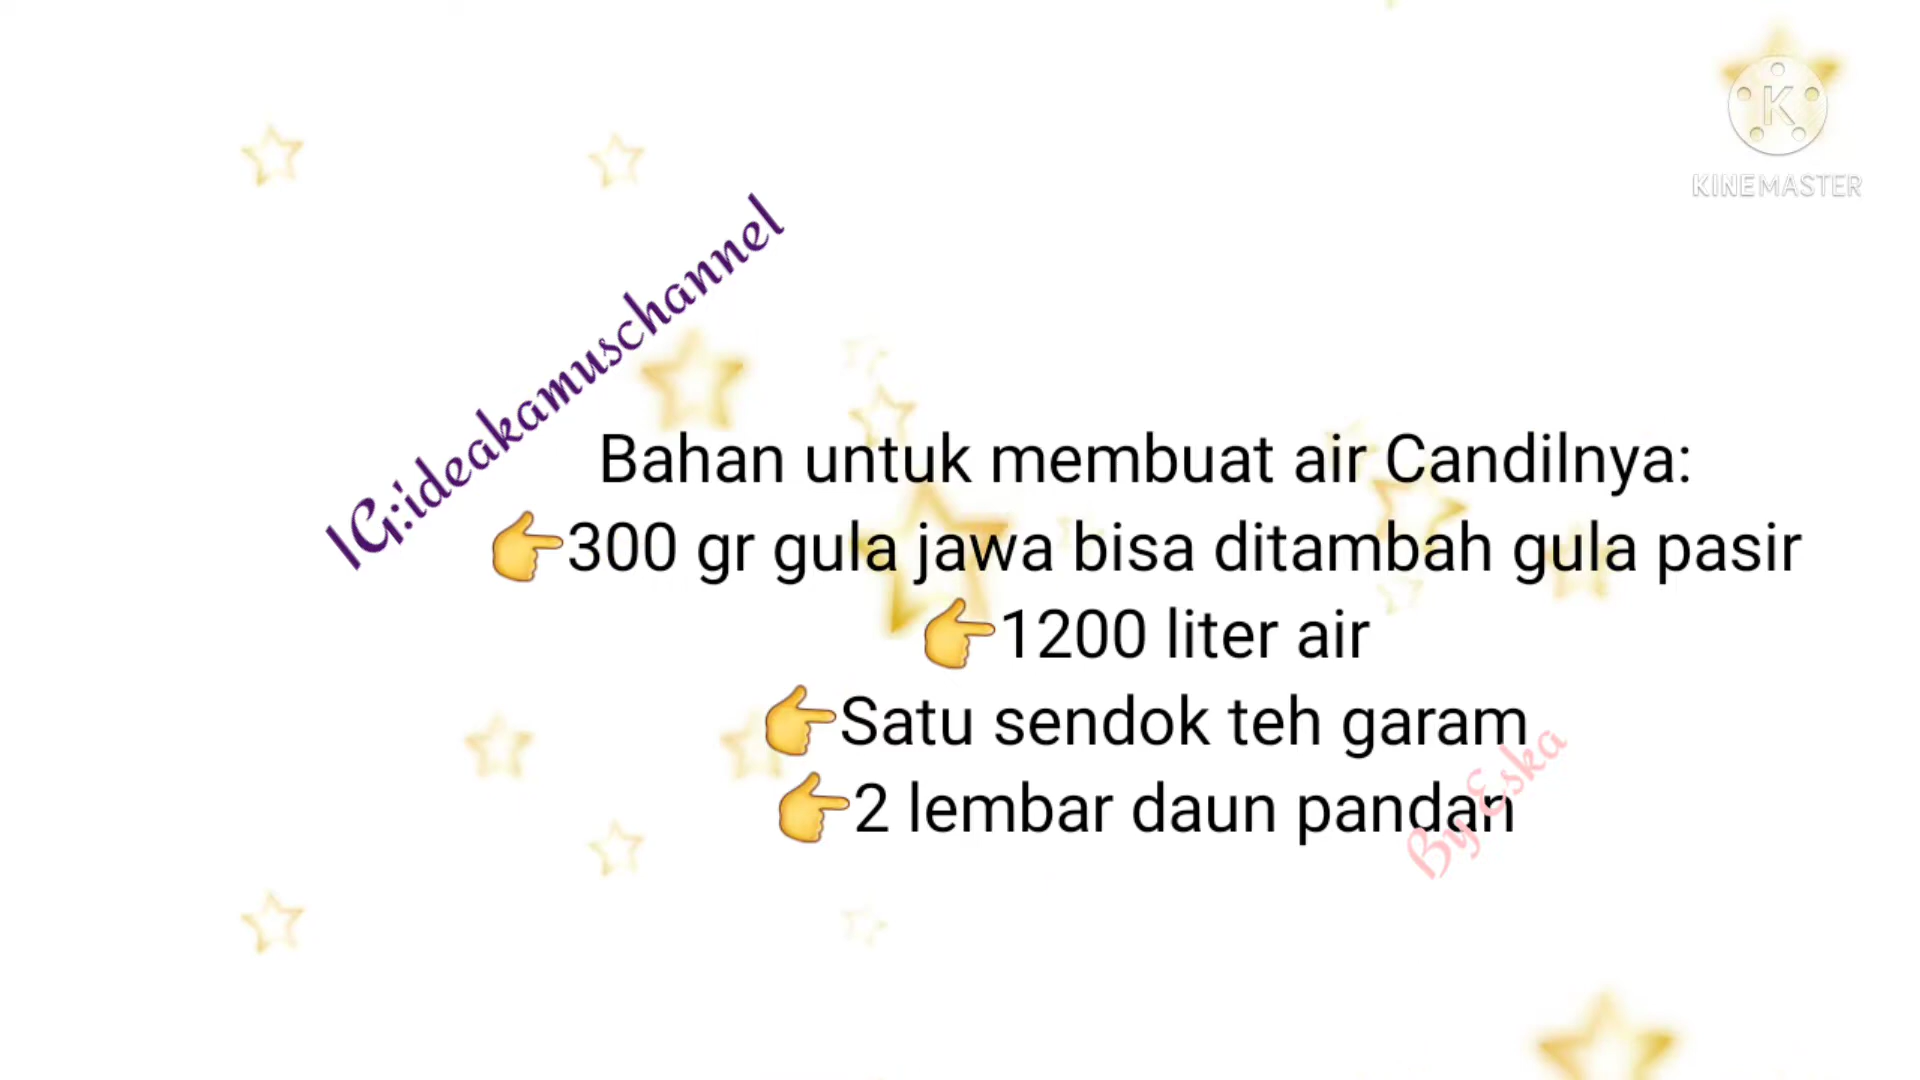 KINEMASTER
IG:ideakamuschannel
Bahan untuk membuat air Candilnya:
👉300 gr gula jawa bisa ditambah gula pasir
👉1200 liter air
👉Satu sendok teh garam
👉2 lembar daun pandan
By Eska